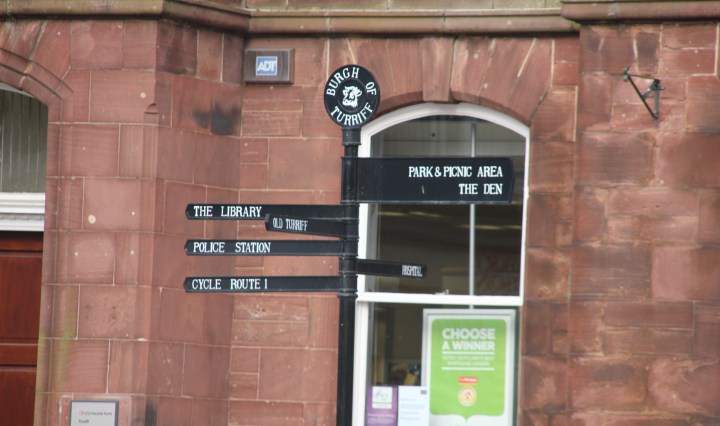 ADT
BURGH OF
TURRIFF
PARK & PICNIC AREA
THE DEN
THE LIBRARY
OLD TURRIFF
POLICE STATION
HOSPITAL
CYCLE ROUTE 1
CHOOSE
A WINNER